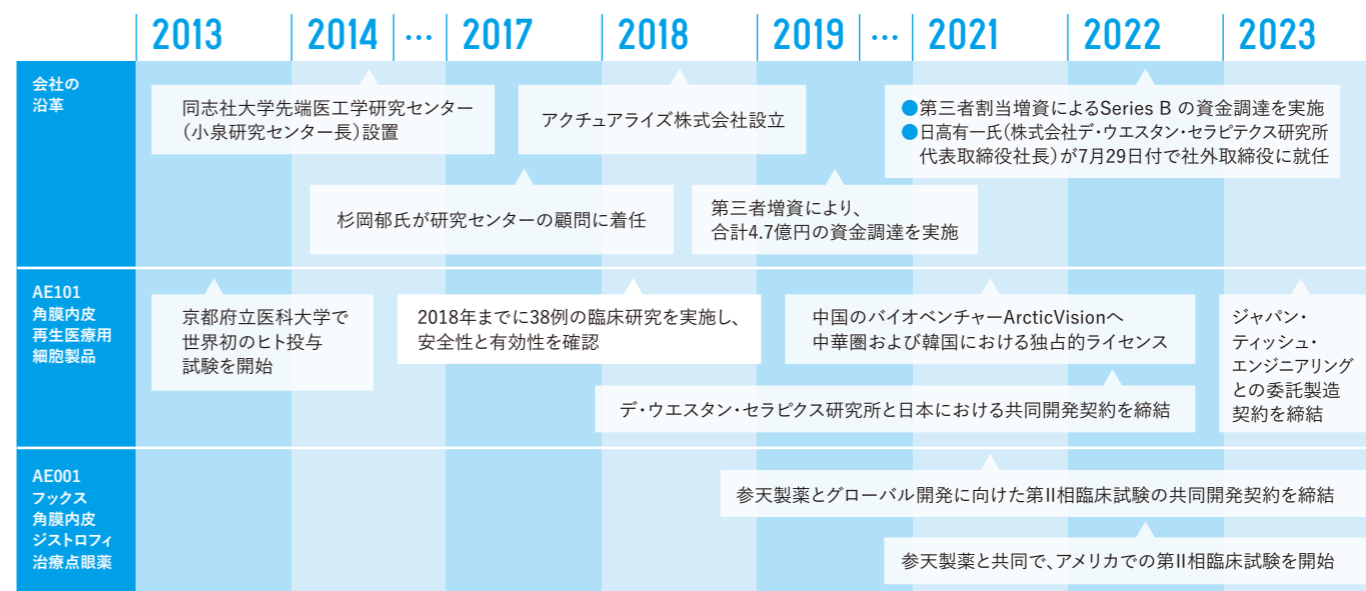 2013 2014 … 2017 2018 2019 … 2021 2022 2023
会社の
沿革
同志社大学先端医工学研究センター
（小泉研究センター長）設置
アクチュアライズ株式会社設立
●第三者割当増資によるSeries B の資金調達を実施
●日高有一氏（株式会社デ・ウエスタン・セラピテクス研究所
代表取締役社長）が7月29日付で社外取締役に就任
杉岡郁氏が研究センターの顧問に着任
第三者増資により、
合計4.7億円の資金調達を実施
AE101
角膜内皮
再生医療用
細胞製品
京都府立医科大学で
世界初のヒト投与
試験を開始
2018年までに38例の臨床研究を実施し、
安全性と有効性を確認
中国のバイオベンチャーArcticVisionへ
中華圏および韓国における独占的ライセンス
デ・ウエスタン・セラピクス研究所と日本における共同開発契約を締結
ジャパン・
ティッシュ・
エンジニアリング
との委託製造
契約を締結
AE001
フックス
角膜内皮
ジストロフィ
治療点眼薬
参天製薬とグローバル開発に向けた第II相臨床試験の共同開発契約を締結
参天製薬と共同で、アメリカでの第II相臨床試験を開始